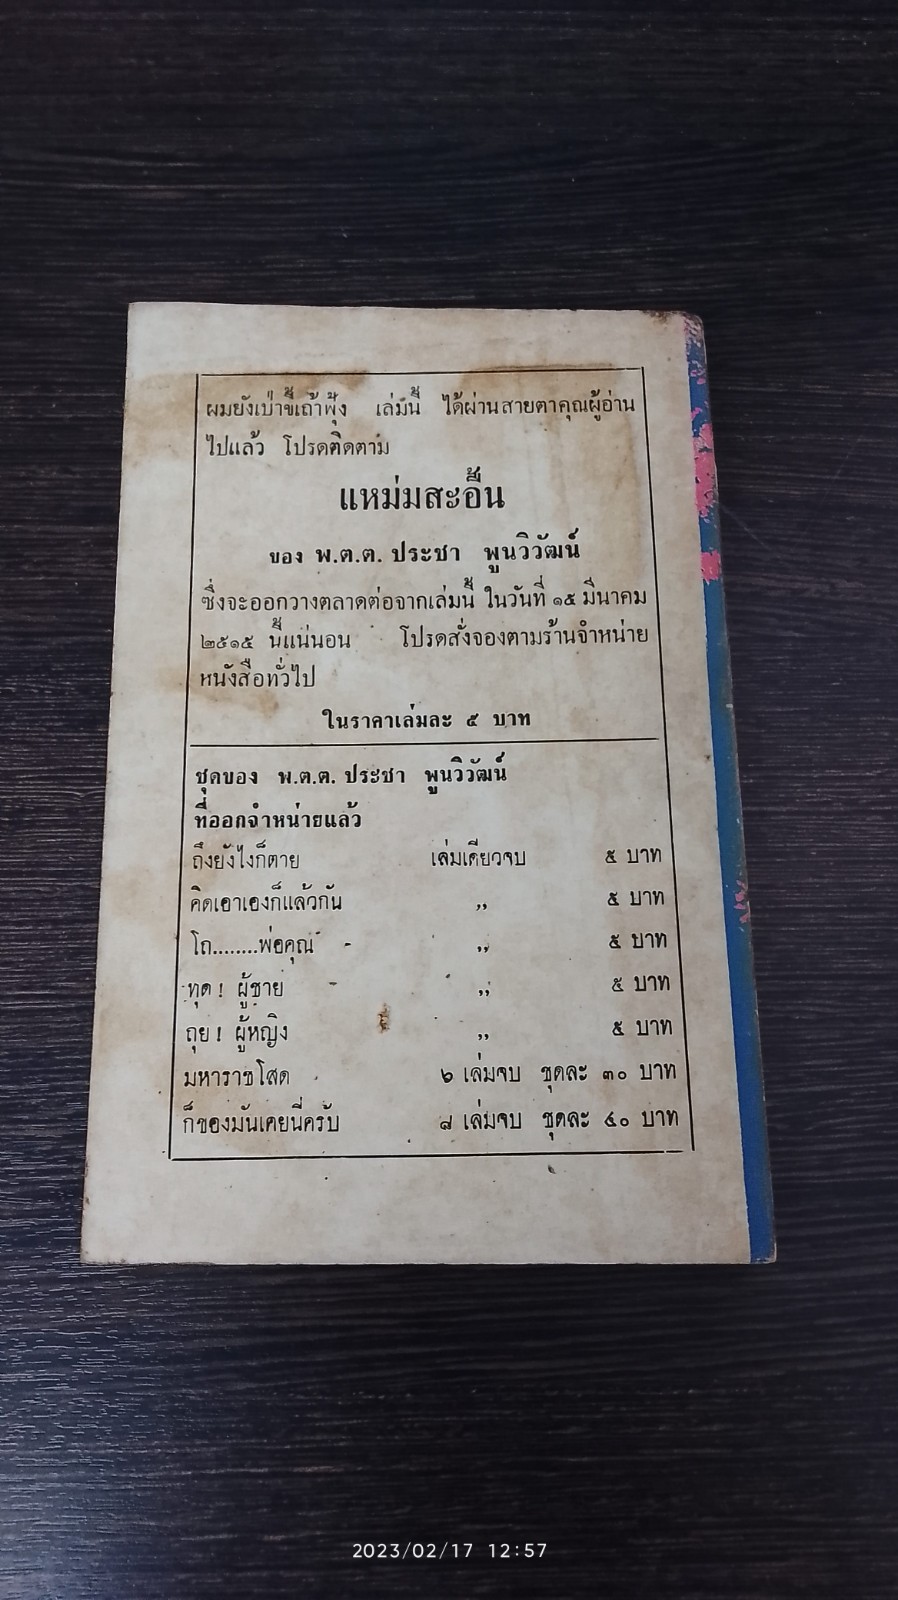 ผมยังเป่าขี้เถ้าฟุ้ง เล่มนี้ ได้ผ่านสายตาคุณผู้อ่าน
ไปแล้ว โปรดติดตาม
แหม่มสะอื้น
ของ พ.ต.ต. ประชา พูนวิวัฒน์
ซึ่งจะออกวางตลาดต่อจากเล่มนี้ ในวันที่ ๑๕ มีนาคม
๒๕๑๕ นี้แน่นอน โปรดสั่งจองตามร้านจำหน่าย
หนังสือทั่วไป
ในราคาเล่มละ ๕ บาท
ชุดของ พ.ต.ต. ประชา พูนวิวัฒน์
ที่ออกจำหน่ายแล้ว
ถึงยังไงก็ตาย เล่มเดียวจบ ๕ บาท
คิดเอาเองก็แล้วกัน ,, ๕ บาท
โถ........พ่อคุณ - ,, ๕ บาท
ทุด ! ผู้ชาย - ,, ๕ บาท
ถุย ! ผู้หญิง ,, ๕ บาท
มหาราชโสด ๖ เล่มจบ ชุดละ ๓๐ บาท
ก็ของมันเคยนี่ครับ ๘ เล่มจบ ชุดละ ๔๐ บาท
2023/02/17 12:57